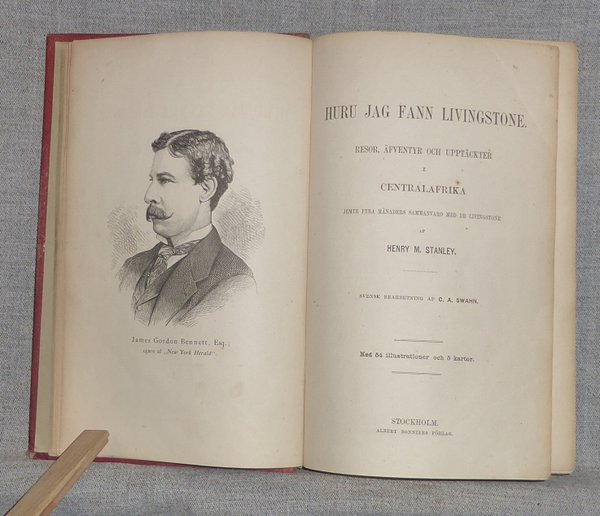 James Gordon Bennett, Esq.;
egare af „New York Herald“.
HURU JAG FANN LIVINGSTONE.
RESOR, ÄFVENTYR OCH UPPTÄCKTER
I
CENTRALAFRIKA
JEMTE FYRA MÅNADERS SAMMANVARO MED DR LIVINGSTONE
AF
HENRY M. STANLEY.
SVENSK BEARBETNING AF C. A. SWAHN.
Med 54 illustrationer och 5 kartor.
STOCKHOLM.
ALBERT BONNIERS FÖRLAG.